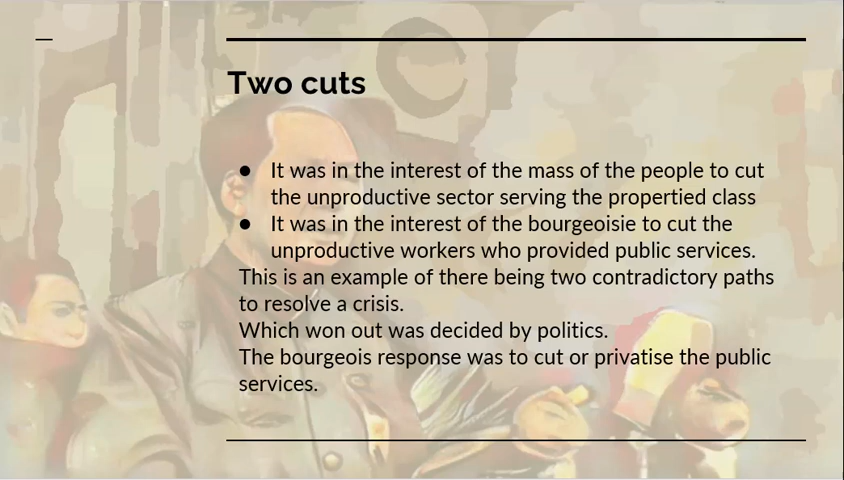 Two cuts
● It was in the interest of the mass of the people to cut
the unproductive sector serving the propertied class
● It was in the interest of the bourgeoisie to cut the
unproductive workers who provided public services.
This is an example of there being two contradictory paths
to resolve a crisis.
Which won out was decided by politics.
The bourgeois response was to cut or privatise the public
services.